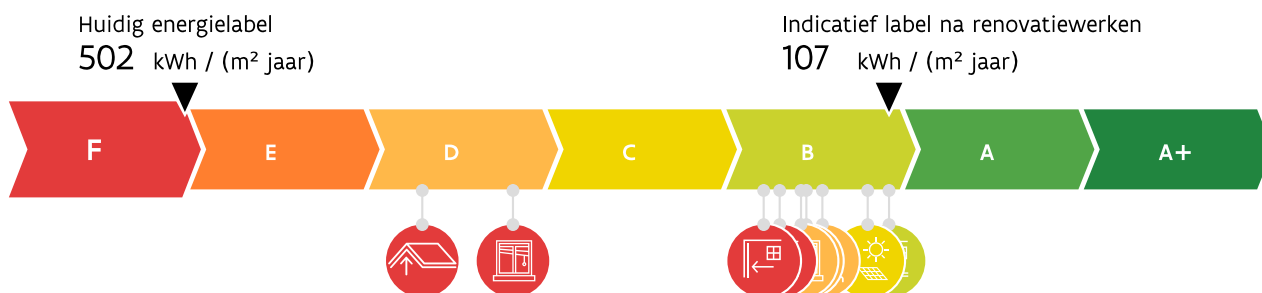 Huidig energielabel
502 kWh / (m² jaar)
Indicatief label na renovatiewerken
107 kWh / (m² jaar)
F E D C B A A+